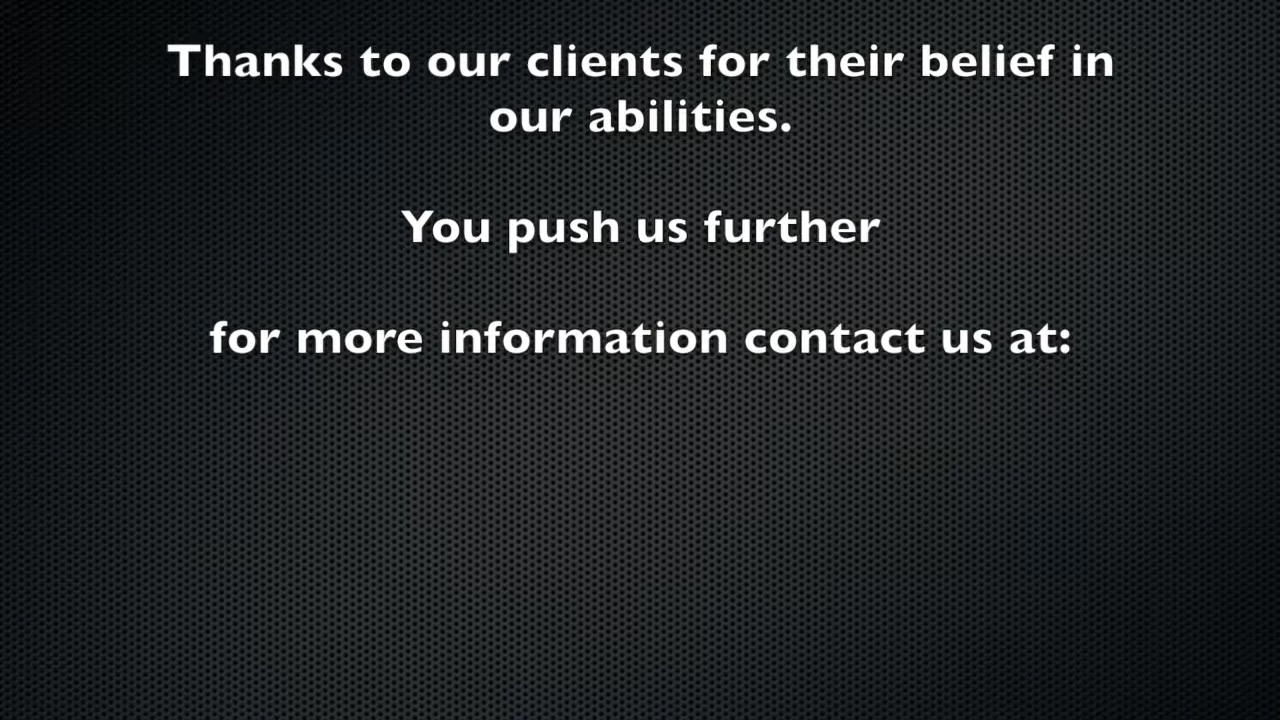 Thanks to our clients for their belief in
our abilities.
You push us further
for more information contact us at: